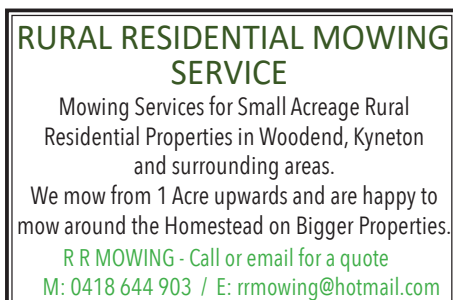 RURAL RESIDENTIAL MOWING
SERVICE
Mowing Services for Small Acreage Rural
Residential Properties in Woodend, Kyneton
and surrounding areas.
We mow from 1 Acre upwards and are happy to
mow around the Homestead on Bigger Properties.
R R MOWING - Call or email for a quote
M: 0418 644 903 / E: rrmowing@hotmail.com